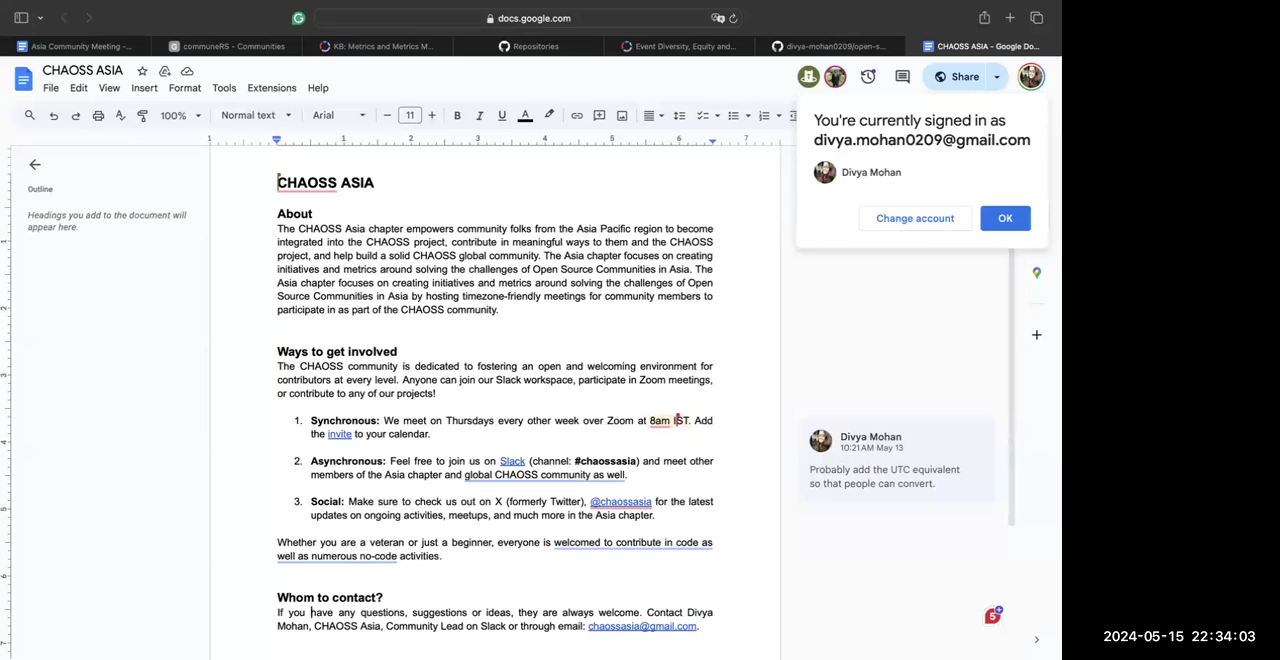 docs.google.com
Asia Community Meeting -...
communeRS - Communities
KB: Metrics and Metrics M...
Repositories
Event Diversity, Equity and...
divya-mohan0209/open-s...
CHAOSS ASIA - Google Do...
CHAOSS ASIA
File Edit View Insert Format Tools Extensions Help
Share
100% Normal text Arial 11 B I U A
1 1 2 3 4 5 6 7
You're currently signed in as
divya.mohan0209@gmail.com
Divya Mohan
Change account OK
Outline
Headings you add to the document will
appear here.
CHAOSS ASIA
About
The CHAOSS Asia chapter empowers community folks from the Asia Pacific region to become
integrated into the CHAOSS project, contribute in meaningful ways to them and the CHAOSS
project, and help build a solid CHAOSS global community. The Asia chapter focuses on creating
initiatives and metrics around solving the challenges of Open Source Communities in Asia. The
Asia chapter focuses on creating initiatives and metrics around solving the challenges of Open
Source Communities in Asia by hosting timezone-friendly meetings for community members to
participate in as part of the CHAOSS community.
Ways to get involved
The CHAOSS community is dedicated to fostering an open and welcoming environment for
contributors at every level. Anyone can join our Slack workspace, participate in Zoom meetings,
or contribute to any of our projects!
1. Synchronous: We meet on Thursdays every other week over Zoom at 8am IST. Add
the invite to your calendar.
2. Asynchronous: Feel free to join us on Slack (channel: #chaossasia) and meet other
members of the Asia chapter and global CHAOSS community as well.
3. Social: Make sure to check us out on X (formerly Twitter), @chaossasia for the latest
updates on ongoing activities, meetups, and much more in the Asia chapter.
Whether you are a veteran or just a beginner, everyone is welcomed to contribute in code as
well as numerous no-code activities.
Whom to contact?
If you have any questions, suggestions or ideas, they are always welcome. Contact Divya
Mohan, CHAOSS Asia, Community Lead on Slack or through email: chaossasia@gmail.com.
Divya Mohan
10:21 AM May 13
Probably add the UTC equivalent
so that people can convert.
5
2024-05-15 22:34:03